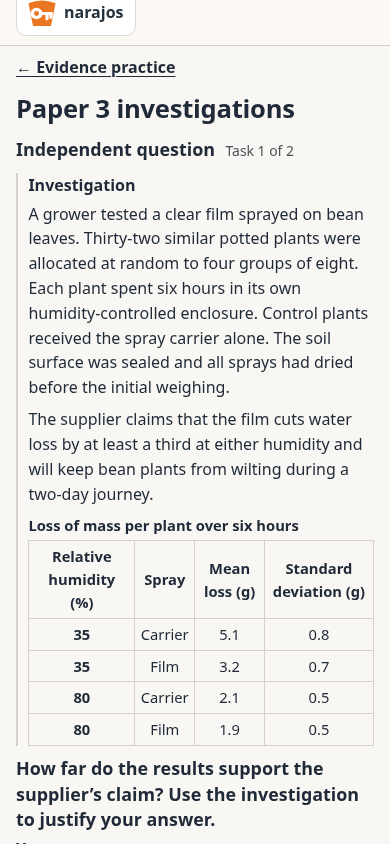 narajos
← Evidence practice
Paper 3 investigations
Independent question Task 1 of 2
Investigation
A grower tested a clear film sprayed on bean
leaves. Thirty-two similar potted plants were
allocated at random to four groups of eight.
Each plant spent six hours in its own
humidity-controlled enclosure. Control plants
received the spray carrier alone. The soil
surface was sealed and all sprays had dried
before the initial weighing.
The supplier claims that the film cuts water
loss by at least a third at either humidity and
will keep bean plants from wilting during a
two-day journey.
Loss of mass per plant over six hours
Relative humidity (%) Spray Mean loss (g) Standard deviation (g)
35 Carrier 5.1 0.8
35 Film 3.2 0.7
80 Carrier 2.1 0.5
80 Film 1.9 0.5
How far do the results support the
supplier’s claim? Use the investigation
to justify your answer.